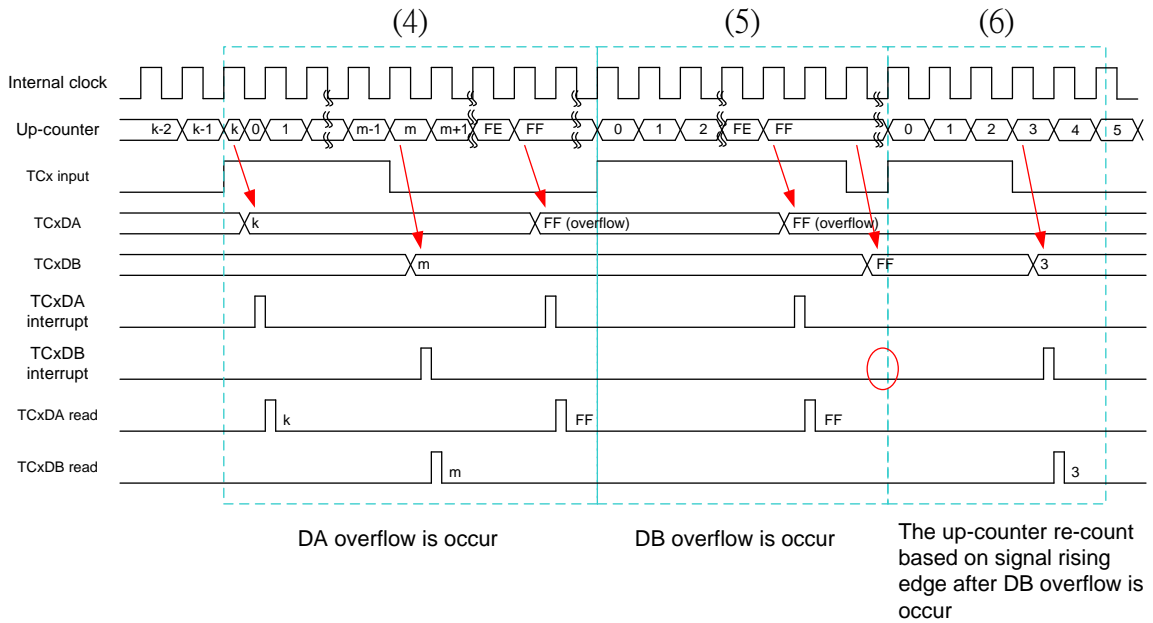 (4) (5) (6)
Internal clock
Up-counter k-2 k-1 k 0 1 m-1 m m+1 FE FF 0 1 2 FE FF 0 1 2 3 4 5
TCx input
TCxDA k FF (overflow) FF (overflow)
TCxDB m FF 3
TCxDA
interrupt
TCxDB
interrupt
TCxDA read k FF FF
TCxDB read m 3
DA overflow is occur
DB overflow is occur
The up-counter re-count
based on signal rising
edge after DB overflow is
occur